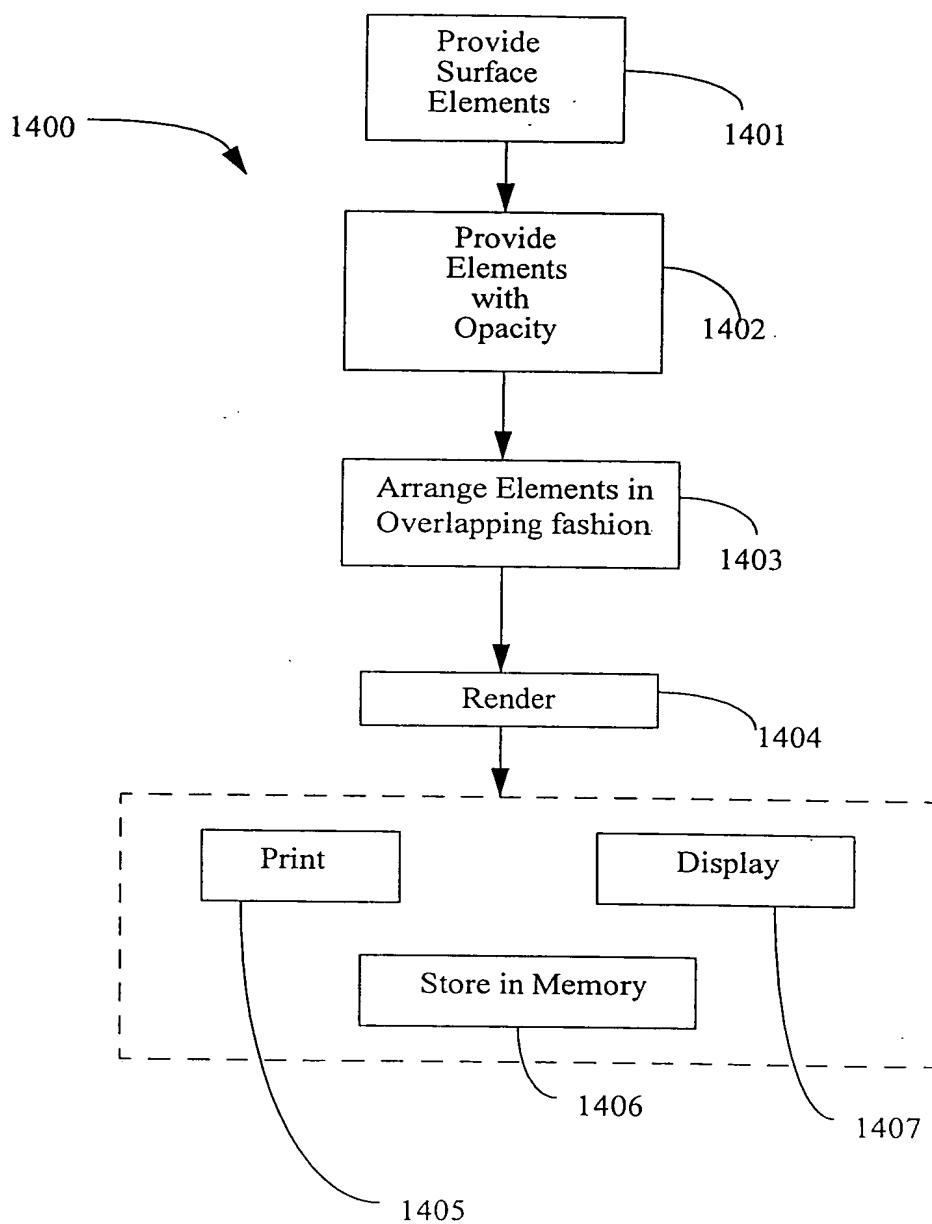 Provide
Surface
Elements
1400
1401
Provide
Elements
with
Opacity
1402
Arrange Elements in
Overlapping fashion
1403
Render
1404
Print
Display
Store in Memory
1406
1407
1405